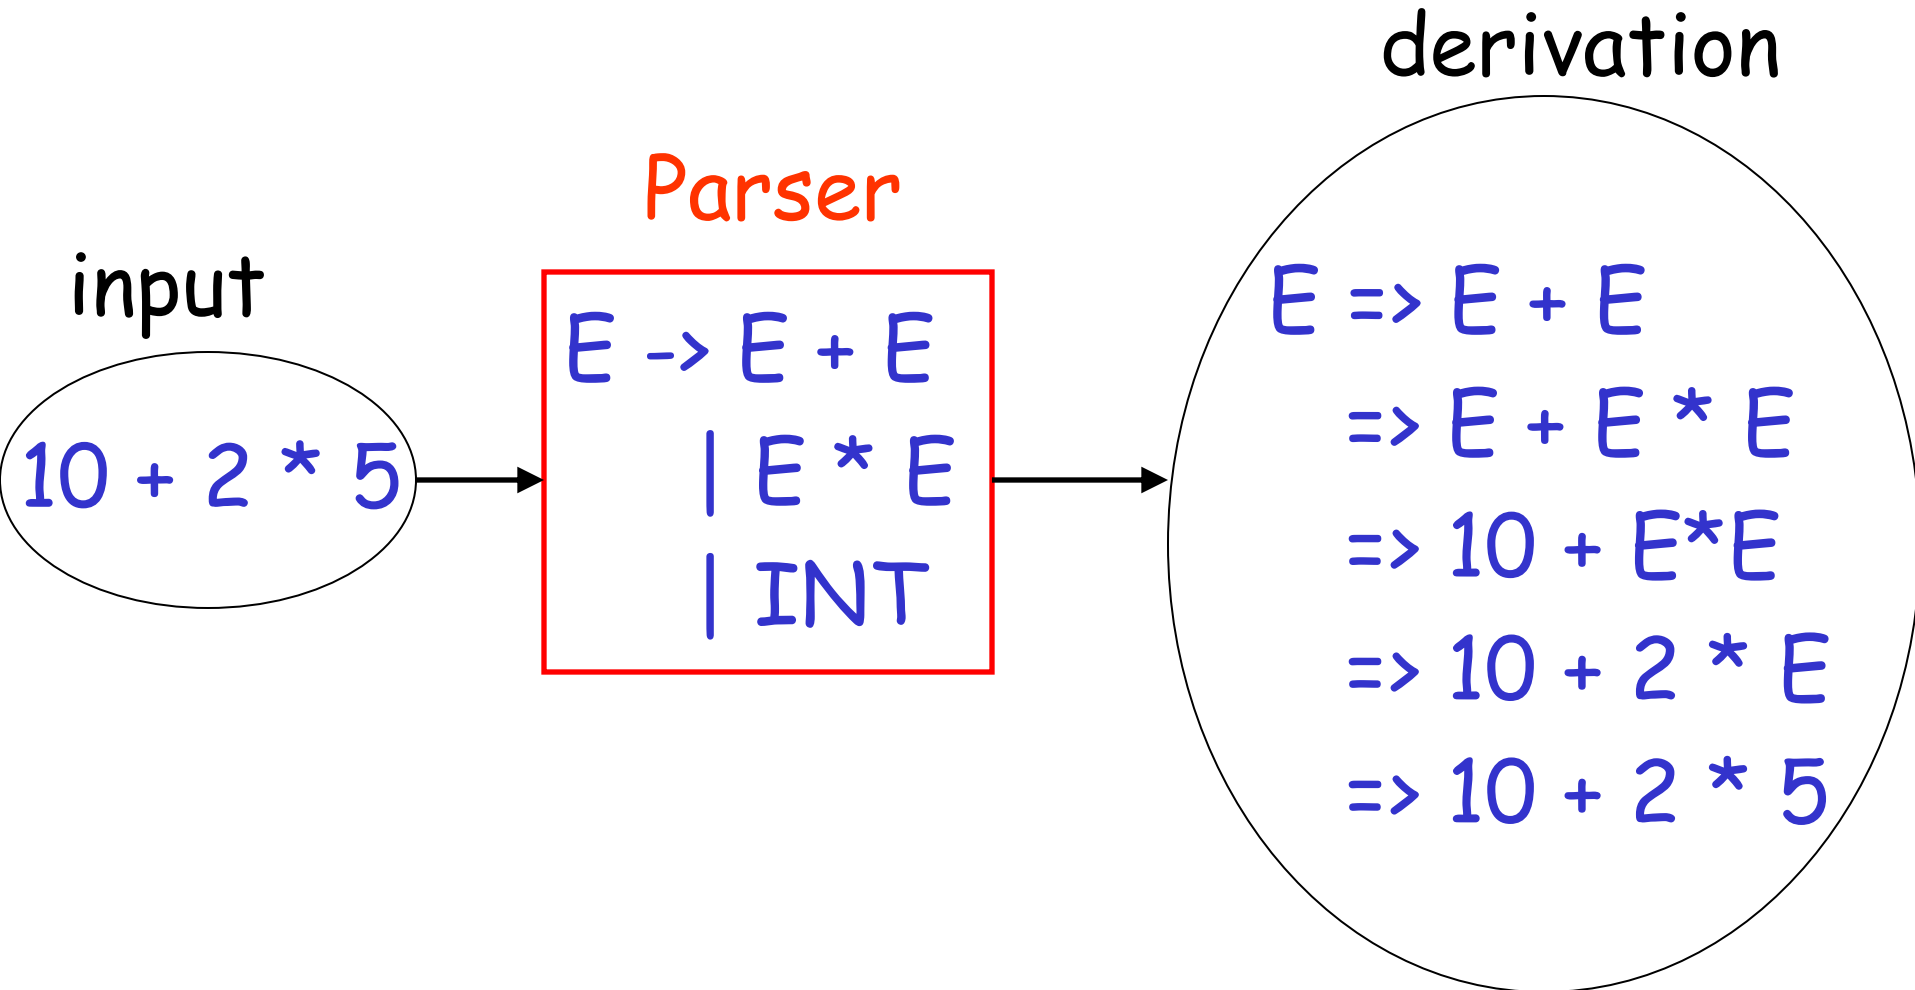 input
10 + 2 * 5
Parser
E -> E + E
| E * E
| INT
derivation
E => E + E
=> E + E * E
=> 10 + E*E
=> 10 + 2 * E
=> 10 + 2 * 5